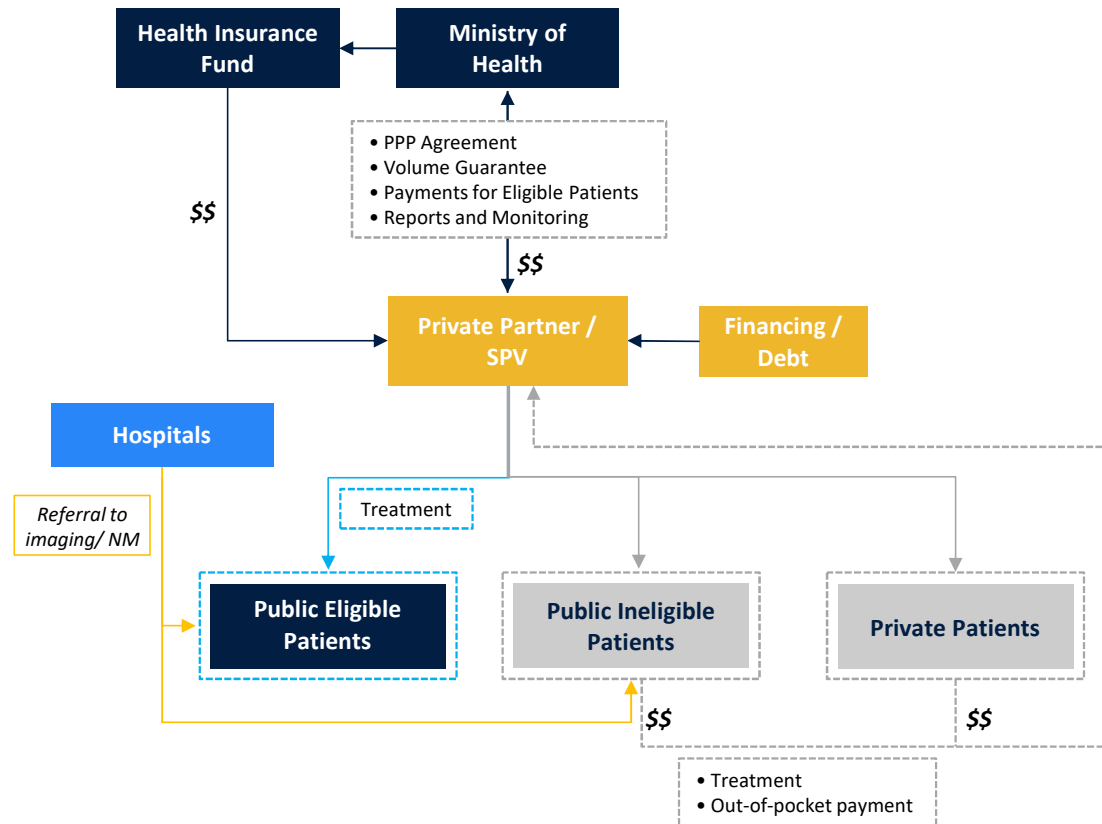 Health Insurance
Fund
Ministry of
Health
• PPP Agreement
• Volume Guarantee
• Payments for Eligible Patients
• Reports and Monitoring
$$
$$
Private Partner /
SPV
Financing /
Debt
Hospitals
Referral to
imaging/ NM
Treatment
Public Eligible
Patients
Public Ineligible
Patients
Private Patients
$$
$$
• Treatment
• Out-of-pocket payment